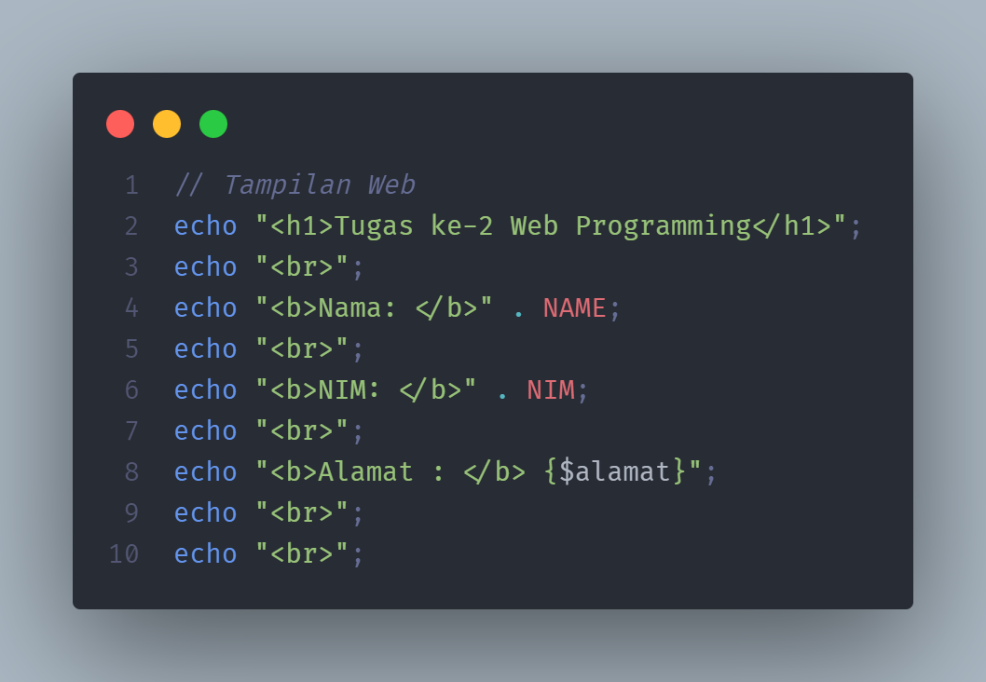 1 // Tampilan Web
2 echo "<h1>Tugas ke-2 Web Programming</h1>";
3 echo "<br>";
4 echo "<b>Nama: </b>" . NAME;
5 echo "<br>";
6 echo "<b>NIM: </b>" . NIM;
7 echo "<br>";
8 echo "<b>Alamat : </b> {$alamat}";
9 echo "<br>";
10 echo "<br>";